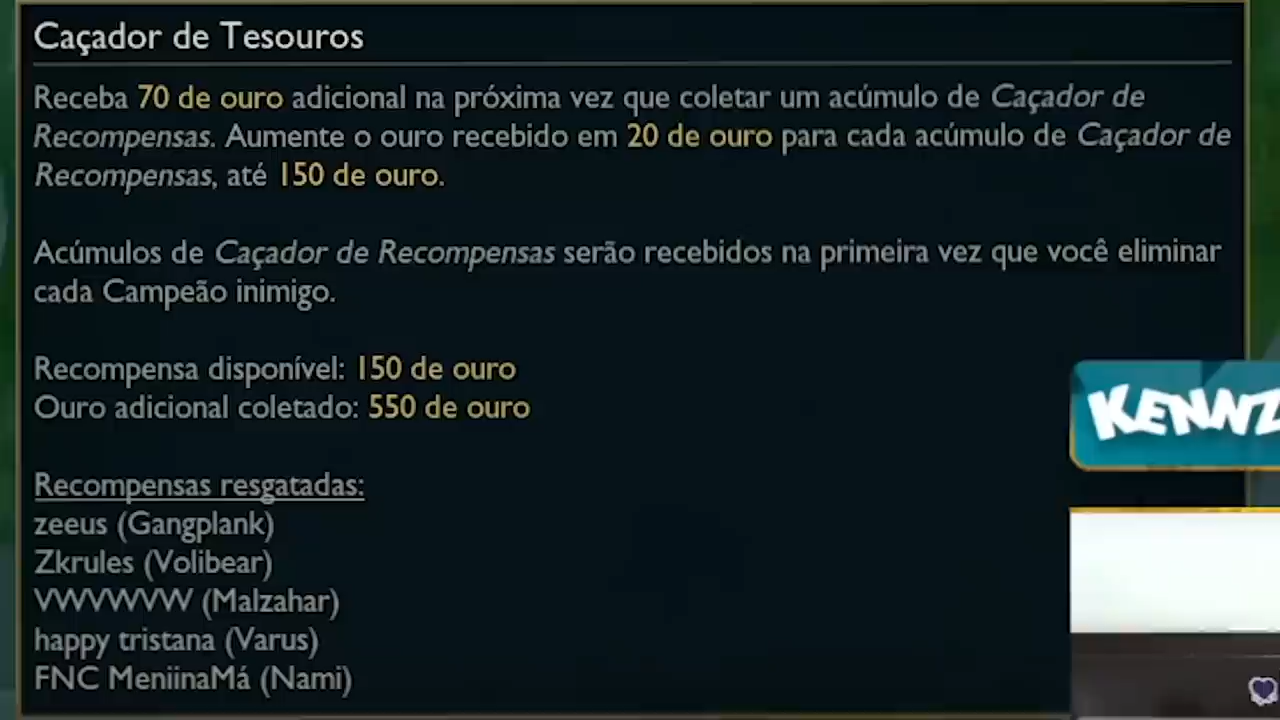 Caçador de Tesouros
Receba 70 de ouro adicional na próxima vez que coletar um acúmulo de Caçador de
Recompensas. Aumente o ouro recebido em 20 de ouro para cada acúmulo de Caçador de
Recompensas, até 150 de ouro.
Acúmulos de Caçador de Recompensas serão recebidos na primeira vez que você eliminar
cada Campeão inimigo.
Recompensa disponível: 150 de ouro
Ouro adicional coletado: 550 de ouro
KENNZ
Recompensas resgatadas:
zeeus (Gangplank)
Zkrules (Volibear)
VWVWVW (Malzahar)
happy tristana (Varus)
FNC MeniinaMá (Nami)